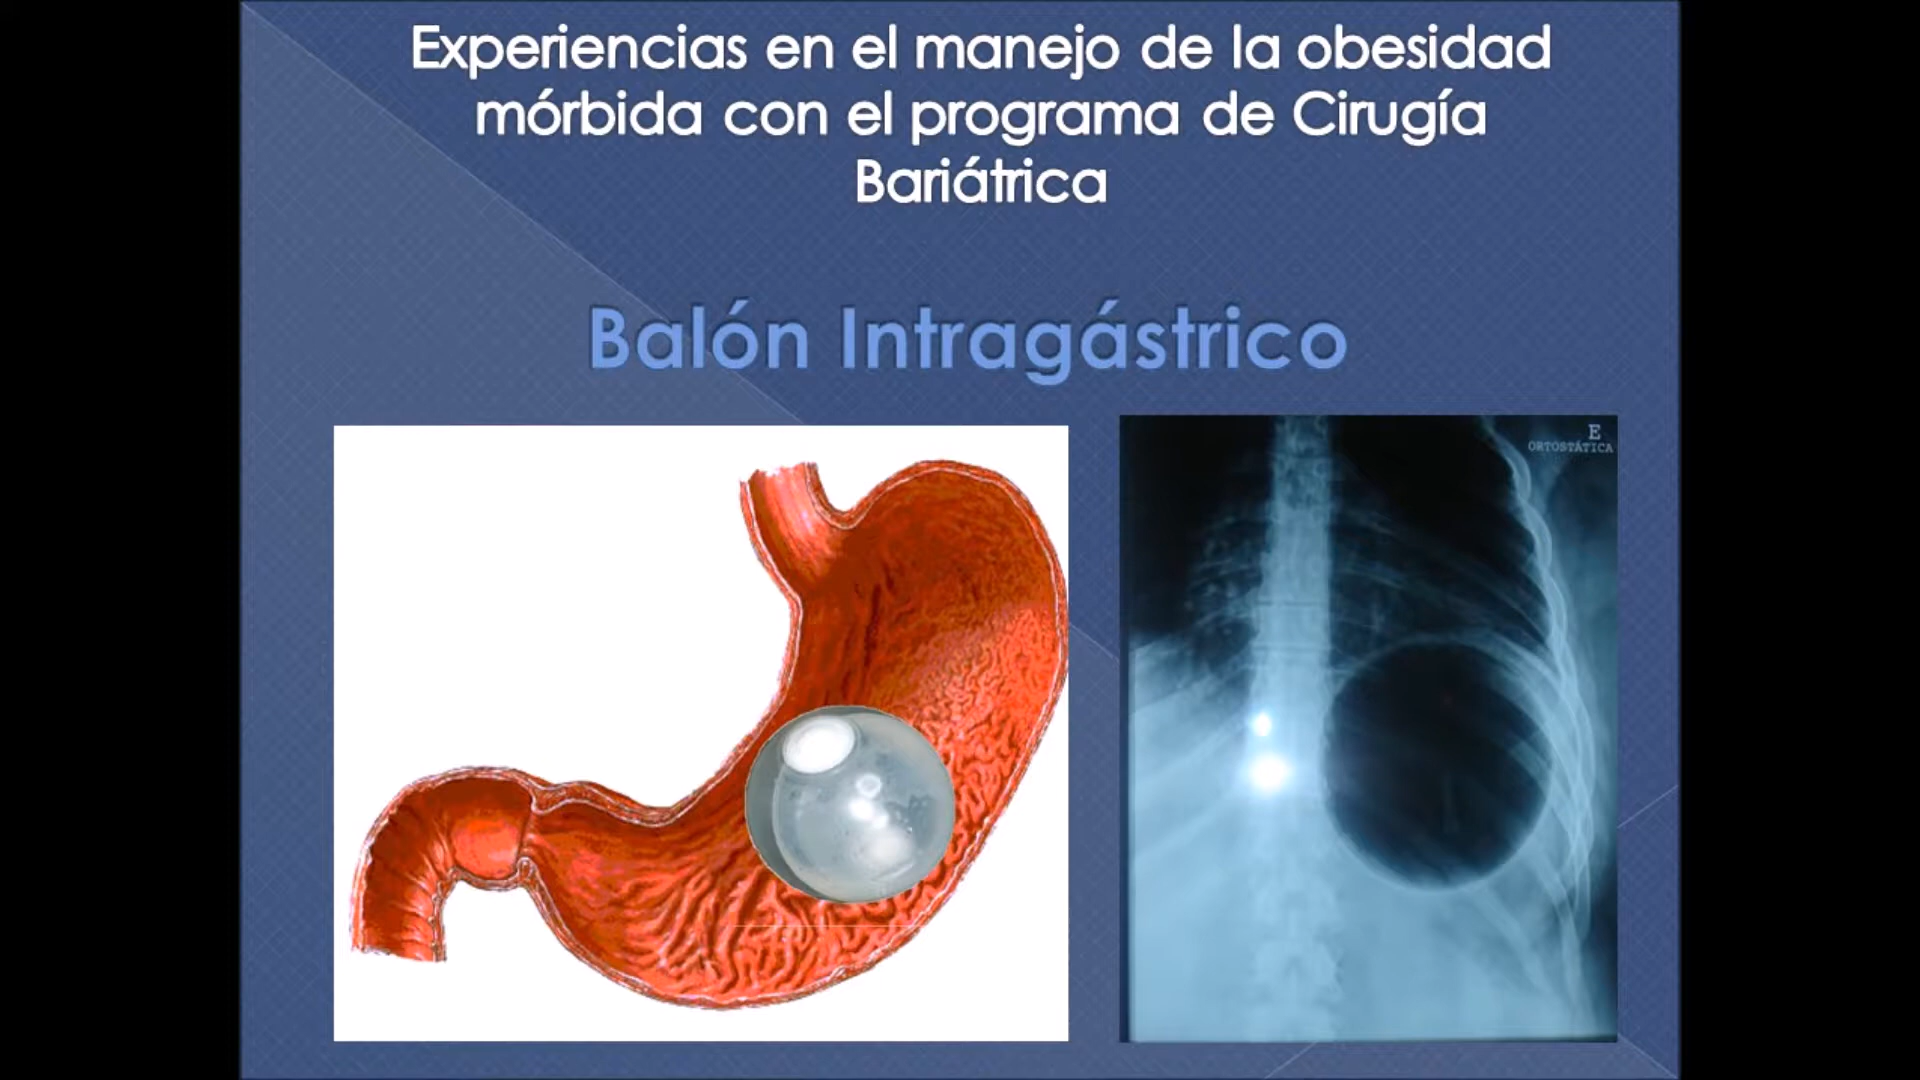 Experiencias en el manejo de la obesidad
mórbida con el programa de Cirugía
Bariátrica
Balón Intragástrico
E
ORTOSTÁTICA